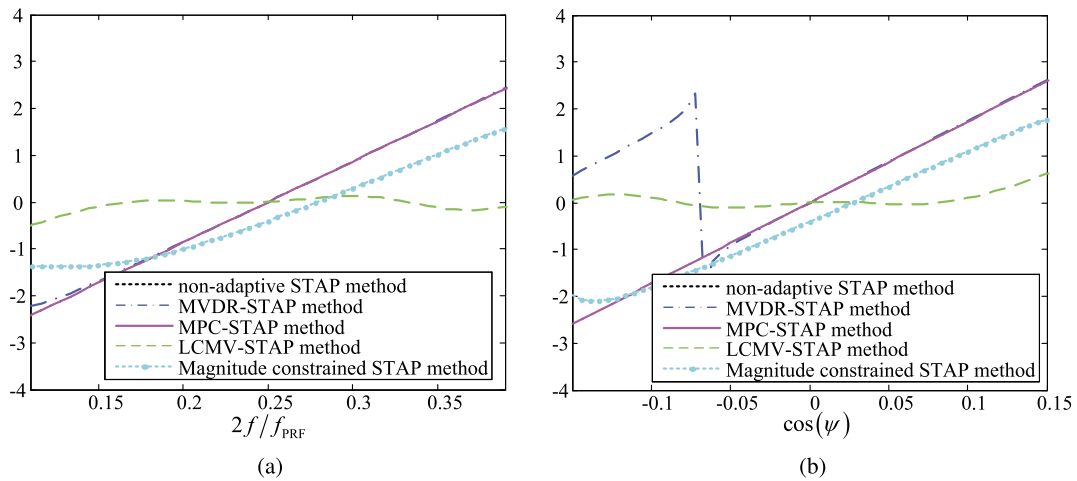 4
3
2
1
0
-1
-2
-3
-4
0.15
0.2
0.25
0.3
0.35
2f/f_PRF
non-adaptive STAP method
MVDR-STAP method
MPC-STAP method
LCMV-STAP method
Magnitude constrained STAP method
(a)
4
3
2
1
0
-1
-2
-3
-4
-0.1
-0.05
0
0.05
0.1
0.15
cos(ψ)
non-adaptive STAP method
MVDR-STAP method
MPC-STAP method
LCMV-STAP method
Magnitude constrained STAP method
(b)